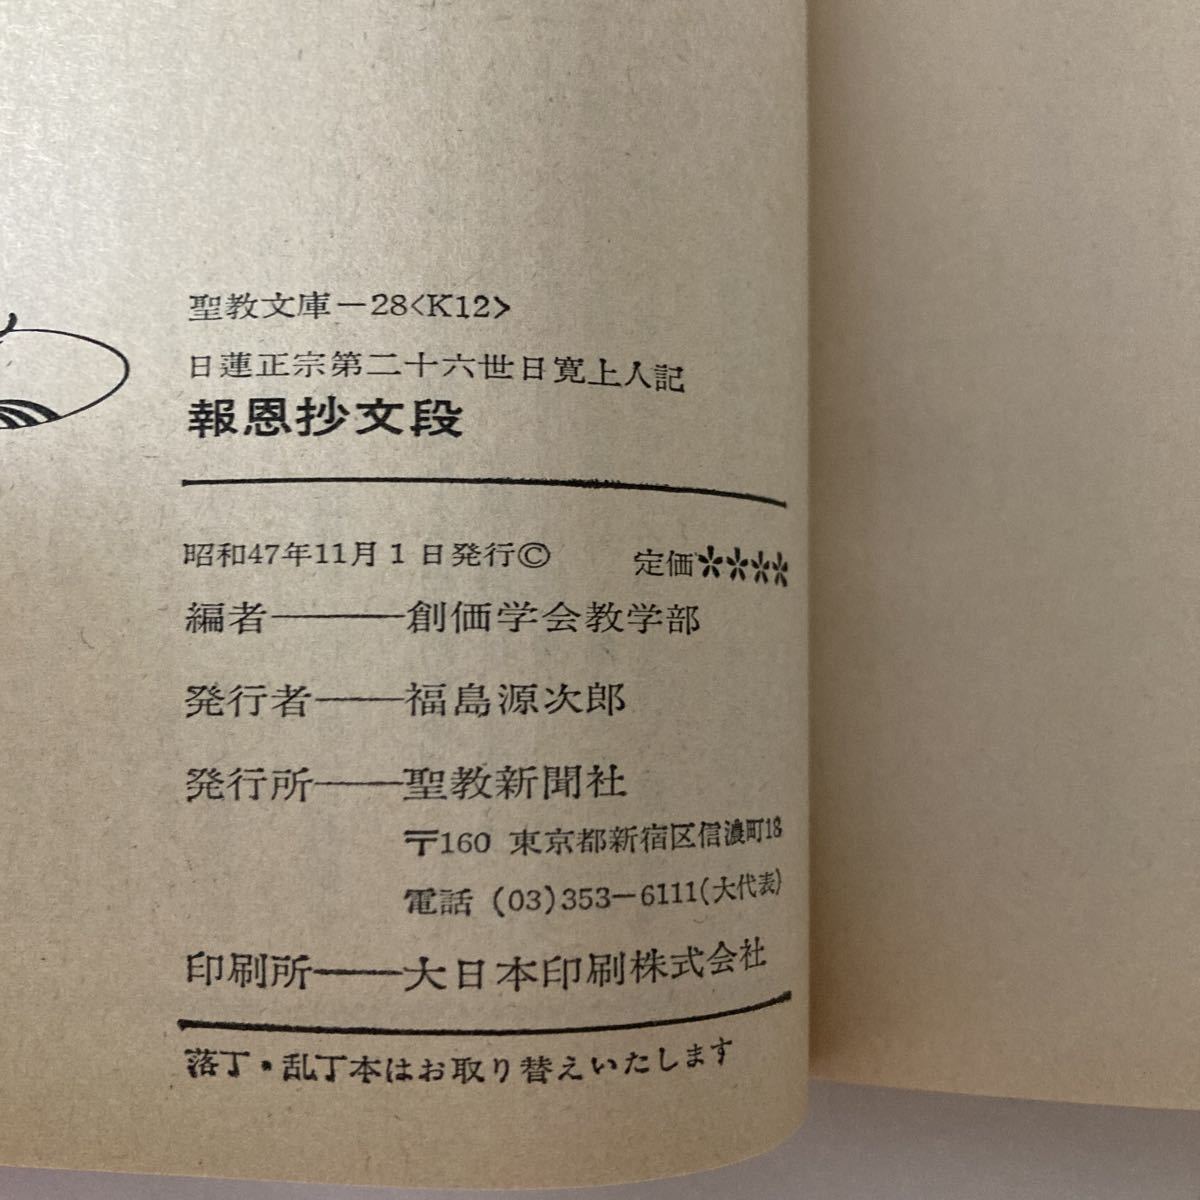 聖教文庫－28〈K12〉
日蓮正宗第二十六世日寛上人記
報恩抄文段
昭和47年11月1日発行© 定価****
編者――創価学会教学部
発行者――福島源次郎
発行所――聖教新聞社
〒160 東京都新宿区信濃町18
電話 (03)353－6111(大代表)
印刷所――大日本印刷株式会社
落丁・乱丁本はお取り替えいたします